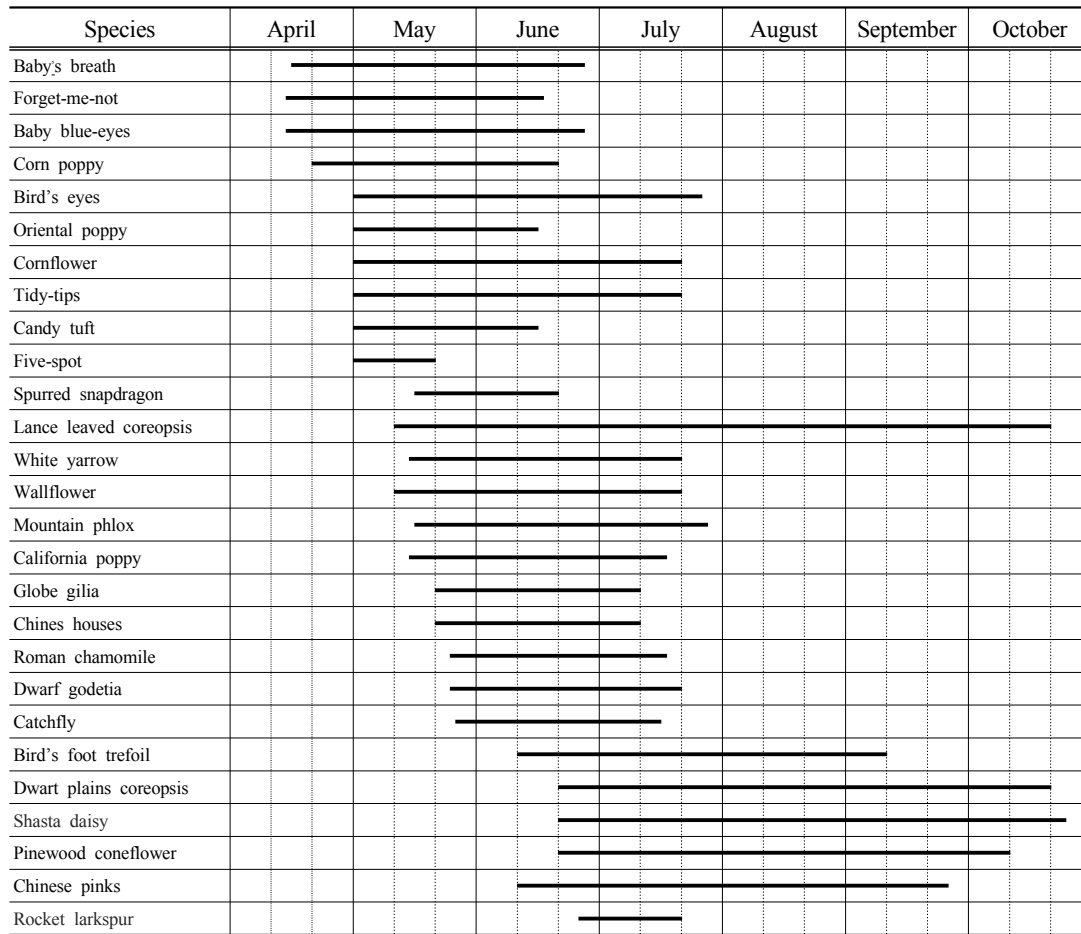 Species April May June July August September October
Baby's breath
Forget-me-not
Baby blue-eyes
Corn poppy
Bird's eyes
Oriental poppy
Cornflower
Tidy-tips
Candy tuft
Five-spot
Spurred snapdragon
Lance leaved coreopsis
White yarrow
Wallflower
Mountain phlox
California poppy
Globe gilia
Chines houses
Roman chamomile
Dwarf godetia
Catchfly
Bird's foot trefoil
Dwart plains coreopsis
Shasta daisy
Pinewood coneflower
Chinese pinks
Rocket larkspur